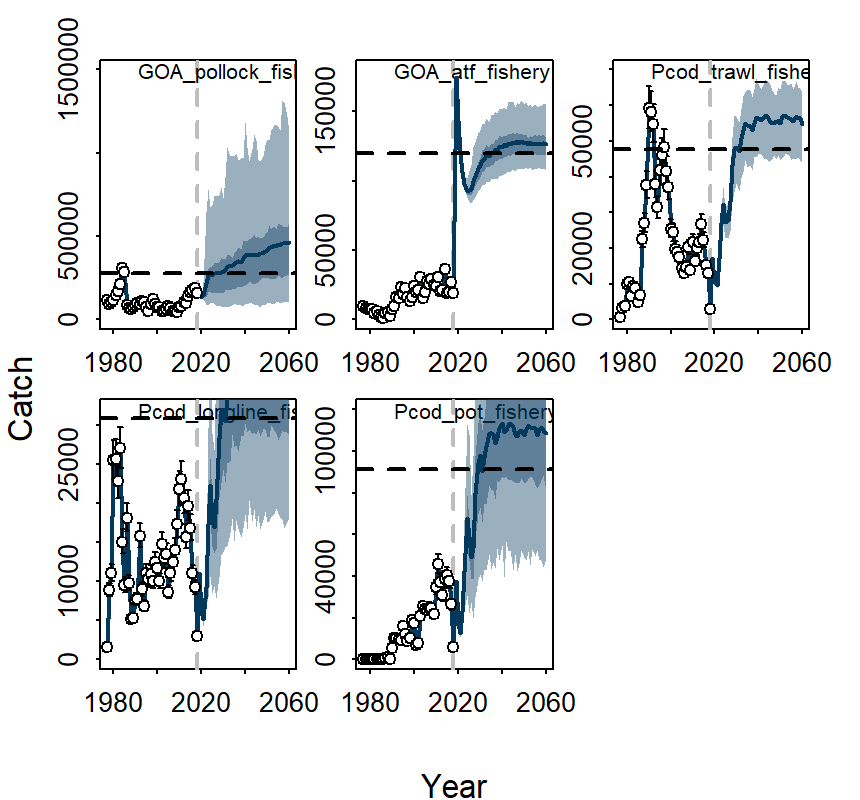 GOA_pollock_fis
GOA_atf_fishery
Pcod_trawl_fishe
1500000
500000
0
150000
50000
0
50000
20000
0
1980 2020 2060
1980 2020 2060
1980 2020 2060
Pcod_longline_fis
Pcod_pot_fishery
25000
10000
0
100000
40000
0
1980 2020 2060
1980 2020 2060
Catch
Year